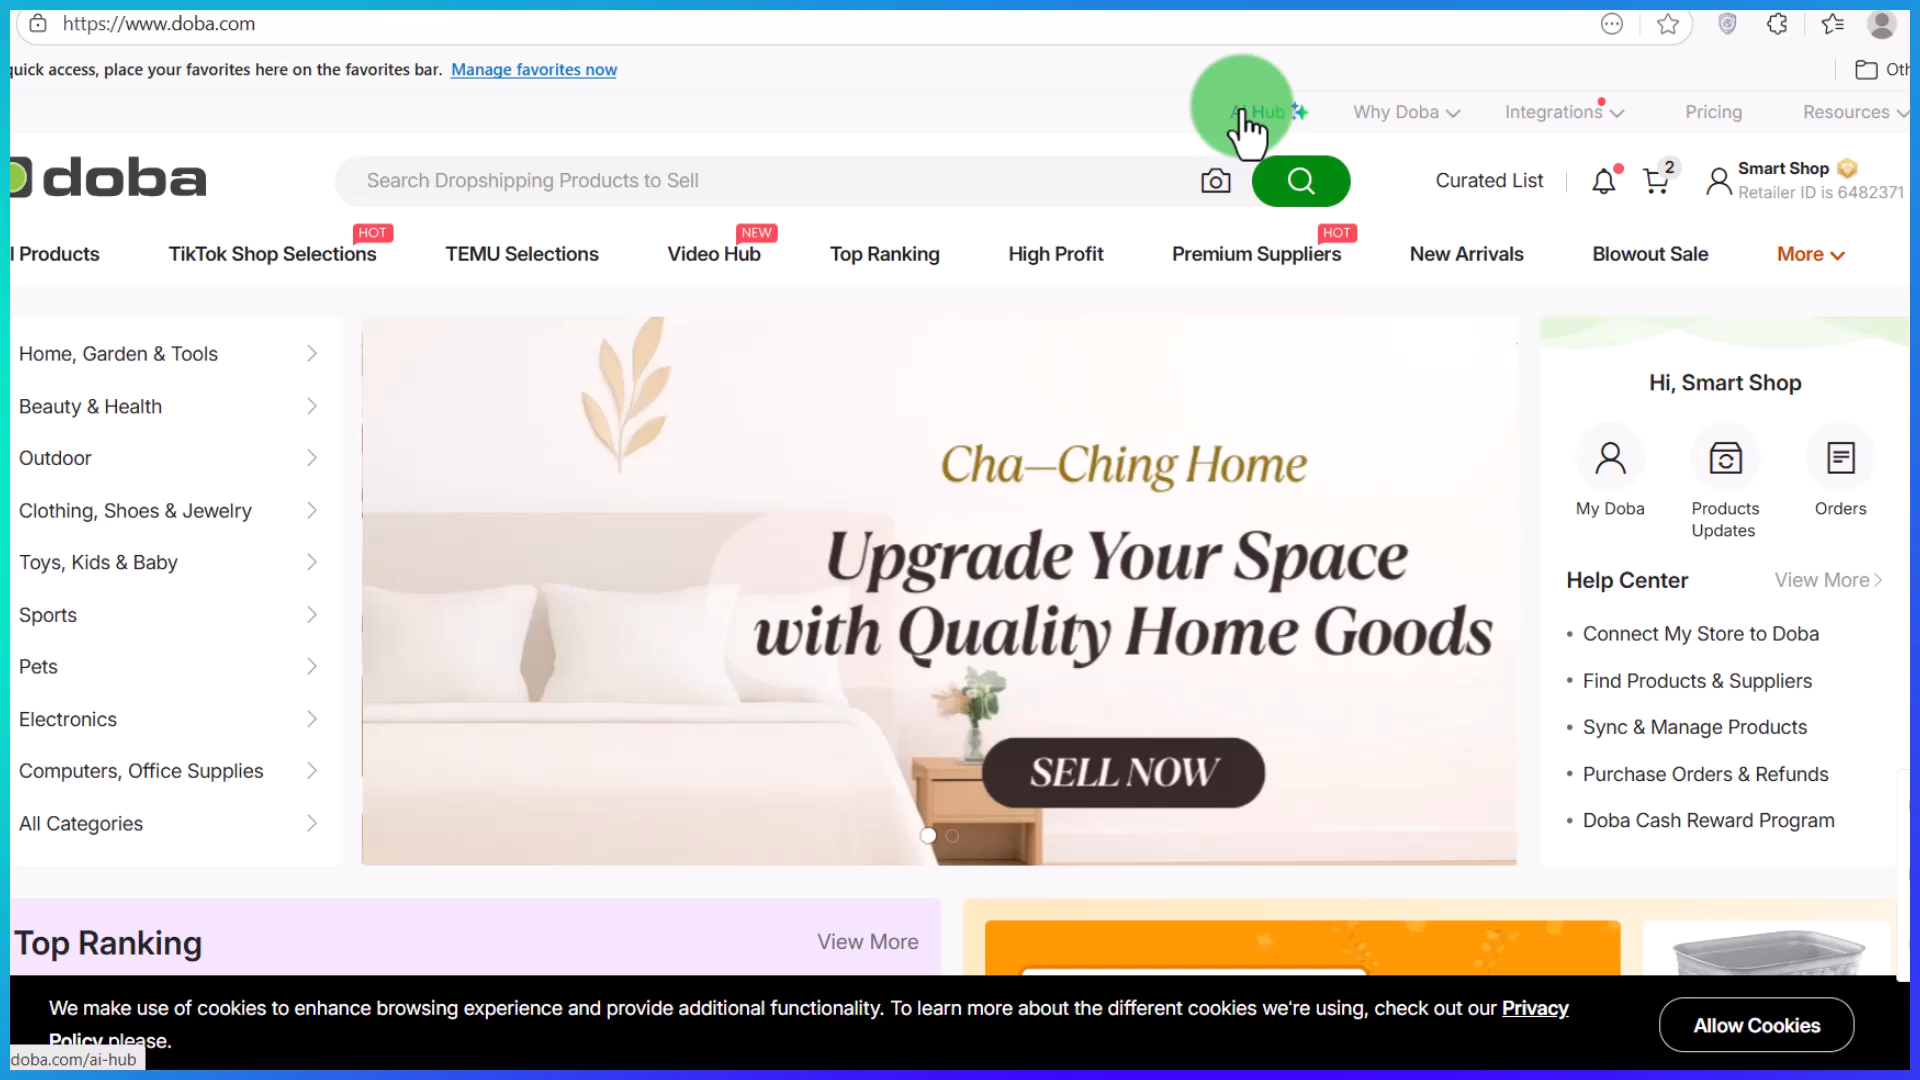 https://www.doba.com
quick access, place your favorites here on the favorites bar. Manage favorites now
AI Hub Why Doba Integrations Pricing Resources
doba
Search Dropshipping Products to Sell
Curated List
2
Smart Shop
Retailer ID is 6482371
HOT NEW HOT
Products TikTok Shop Selections TEMU Selections Video Hub Top Ranking High Profit Premium Suppliers New Arrivals Blowout Sale More
Home, Garden & Tools
Beauty & Health
Outdoor
Clothing, Shoes & Jewelry
Toys, Kids & Baby
Sports
Pets
Electronics
Computers, Office Supplies
All Categories
Cha–Ching Home
Upgrade Your Space
with Quality Home Goods
SELL NOW
Hi, Smart Shop
My Doba
Products
Updates
Orders
Help Center View More
• Connect My Store to Doba
• Find Products & Suppliers
• Sync & Manage Products
• Purchase Orders & Refunds
• Doba Cash Reward Program
Top Ranking View More
We make use of cookies to enhance browsing experience and provide additional functionality. To learn more about the different cookies we're using, check out our Privacy
Policy please.
Allow Cookies
doba.com/ai-hub